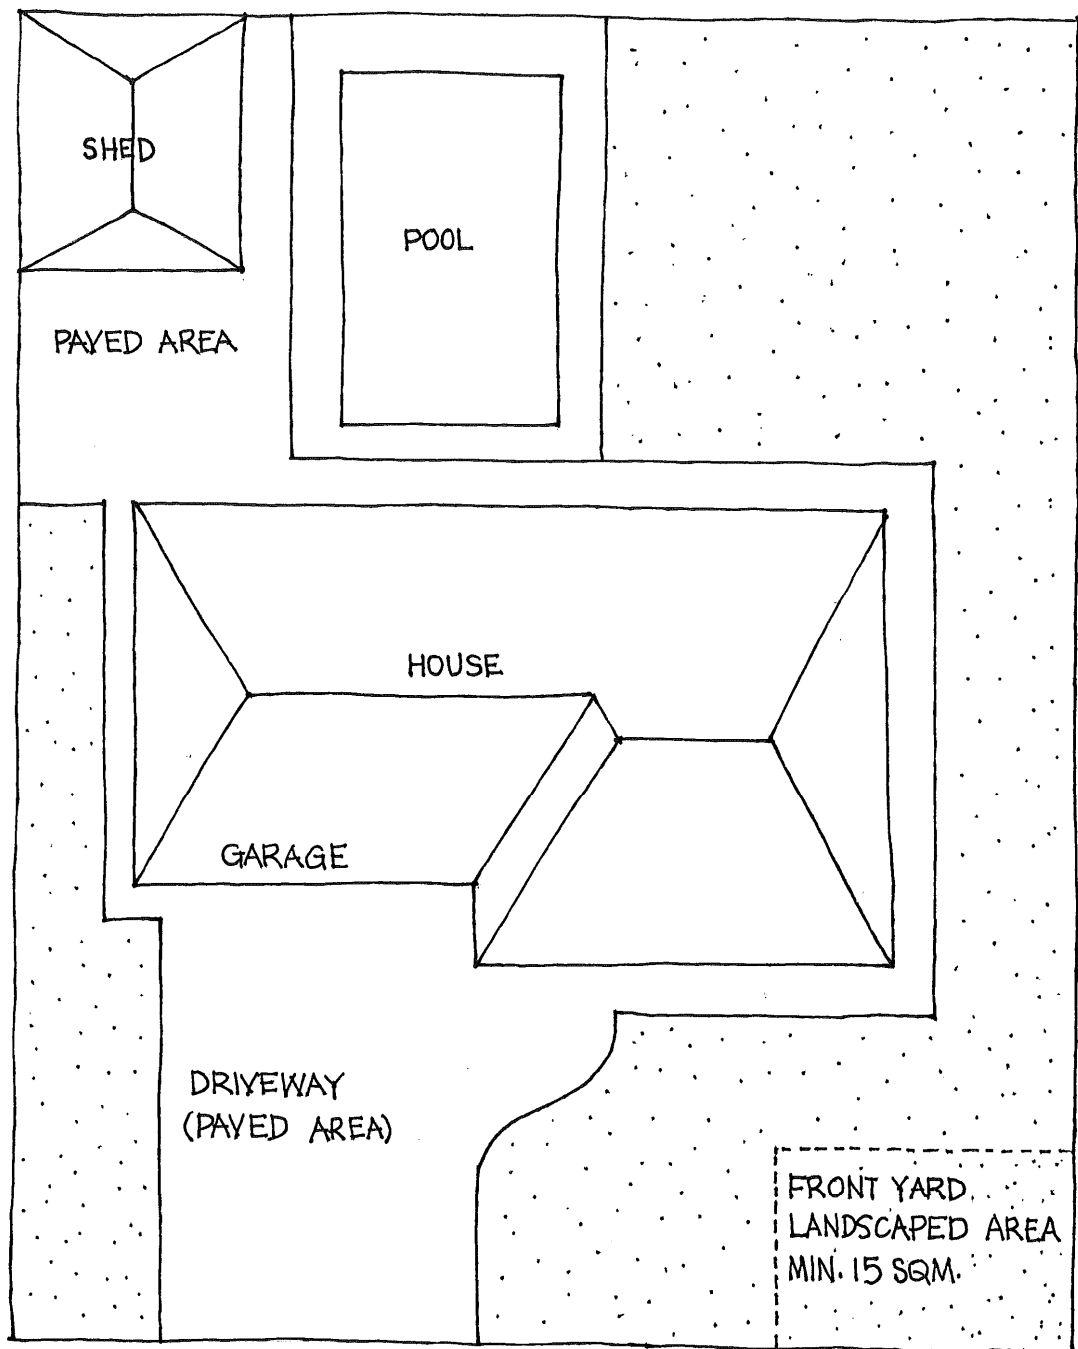 SHED
POOL
PAVED AREA
HOUSE
GARAGE
DRIVEWAY
(PAVED AREA)
FRONT YARD
LANDSCAPED AREA
MIN. 15 SQM.